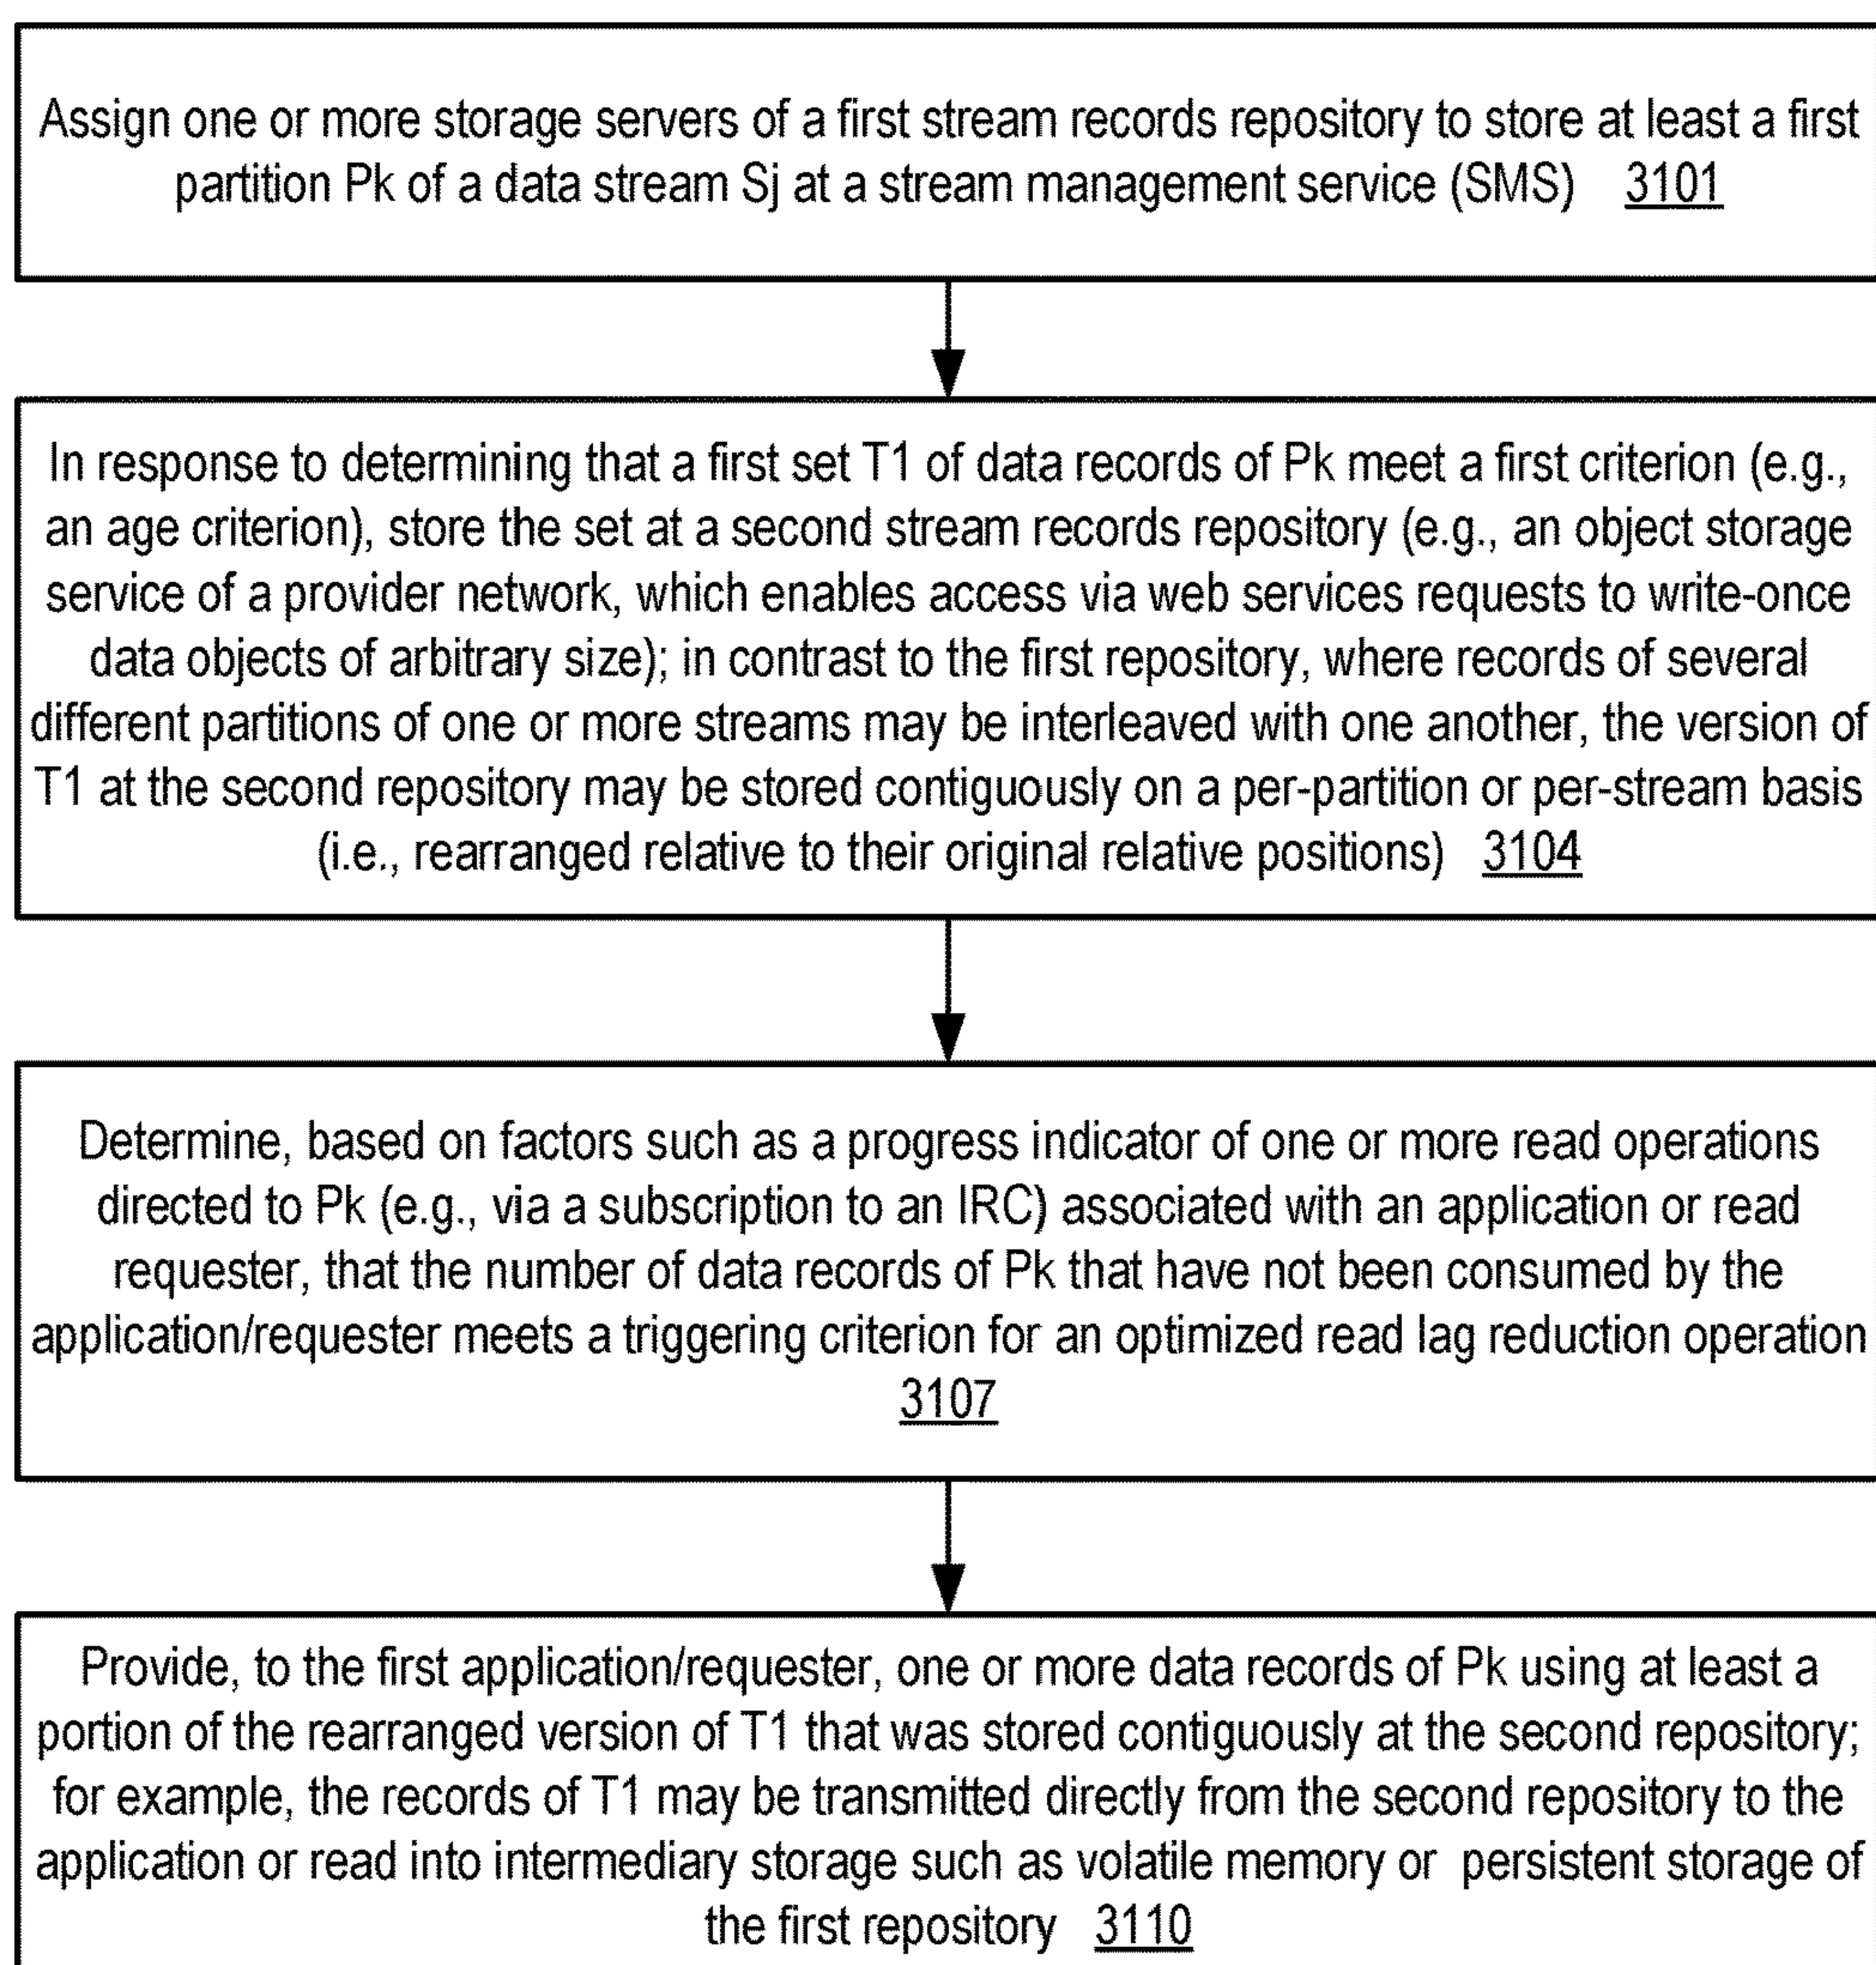 Assign one or more storage servers of a first stream records repository to store at least a first
partition Pk of a data stream Sj at a stream management service (SMS) 3101
In response to determining that a first set T1 of data records of Pk meet a first criterion (e.g.,
an age criterion), store the set at a second stream records repository (e.g., an object storage
service of a provider network, which enables access via web services requests to write-once
data objects of arbitrary size); in contrast to the first repository, where records of several
different partitions of one or more streams may be interleaved with one another, the version of
T1 at the second repository may be stored contiguously on a per-partition or per-stream basis
(i.e., rearranged relative to their original relative positions) 3104
Determine, based on factors such as a progress indicator of one or more read operations
directed to Pk (e.g., via a subscription to an IRC) associated with an application or read
requester, that the number of data records of Pk that have not been consumed by the
application/requester meets a triggering criterion for an optimized read lag reduction operation
3107
Provide, to the first application/requester, one or more data records of Pk using at least a
portion of the rearranged version of T1 that was stored contiguously at the second repository;
for example, the records of T1 may be transmitted directly from the second repository to the
application or read into intermediary storage such as volatile memory or persistent storage of
the first repository 3110